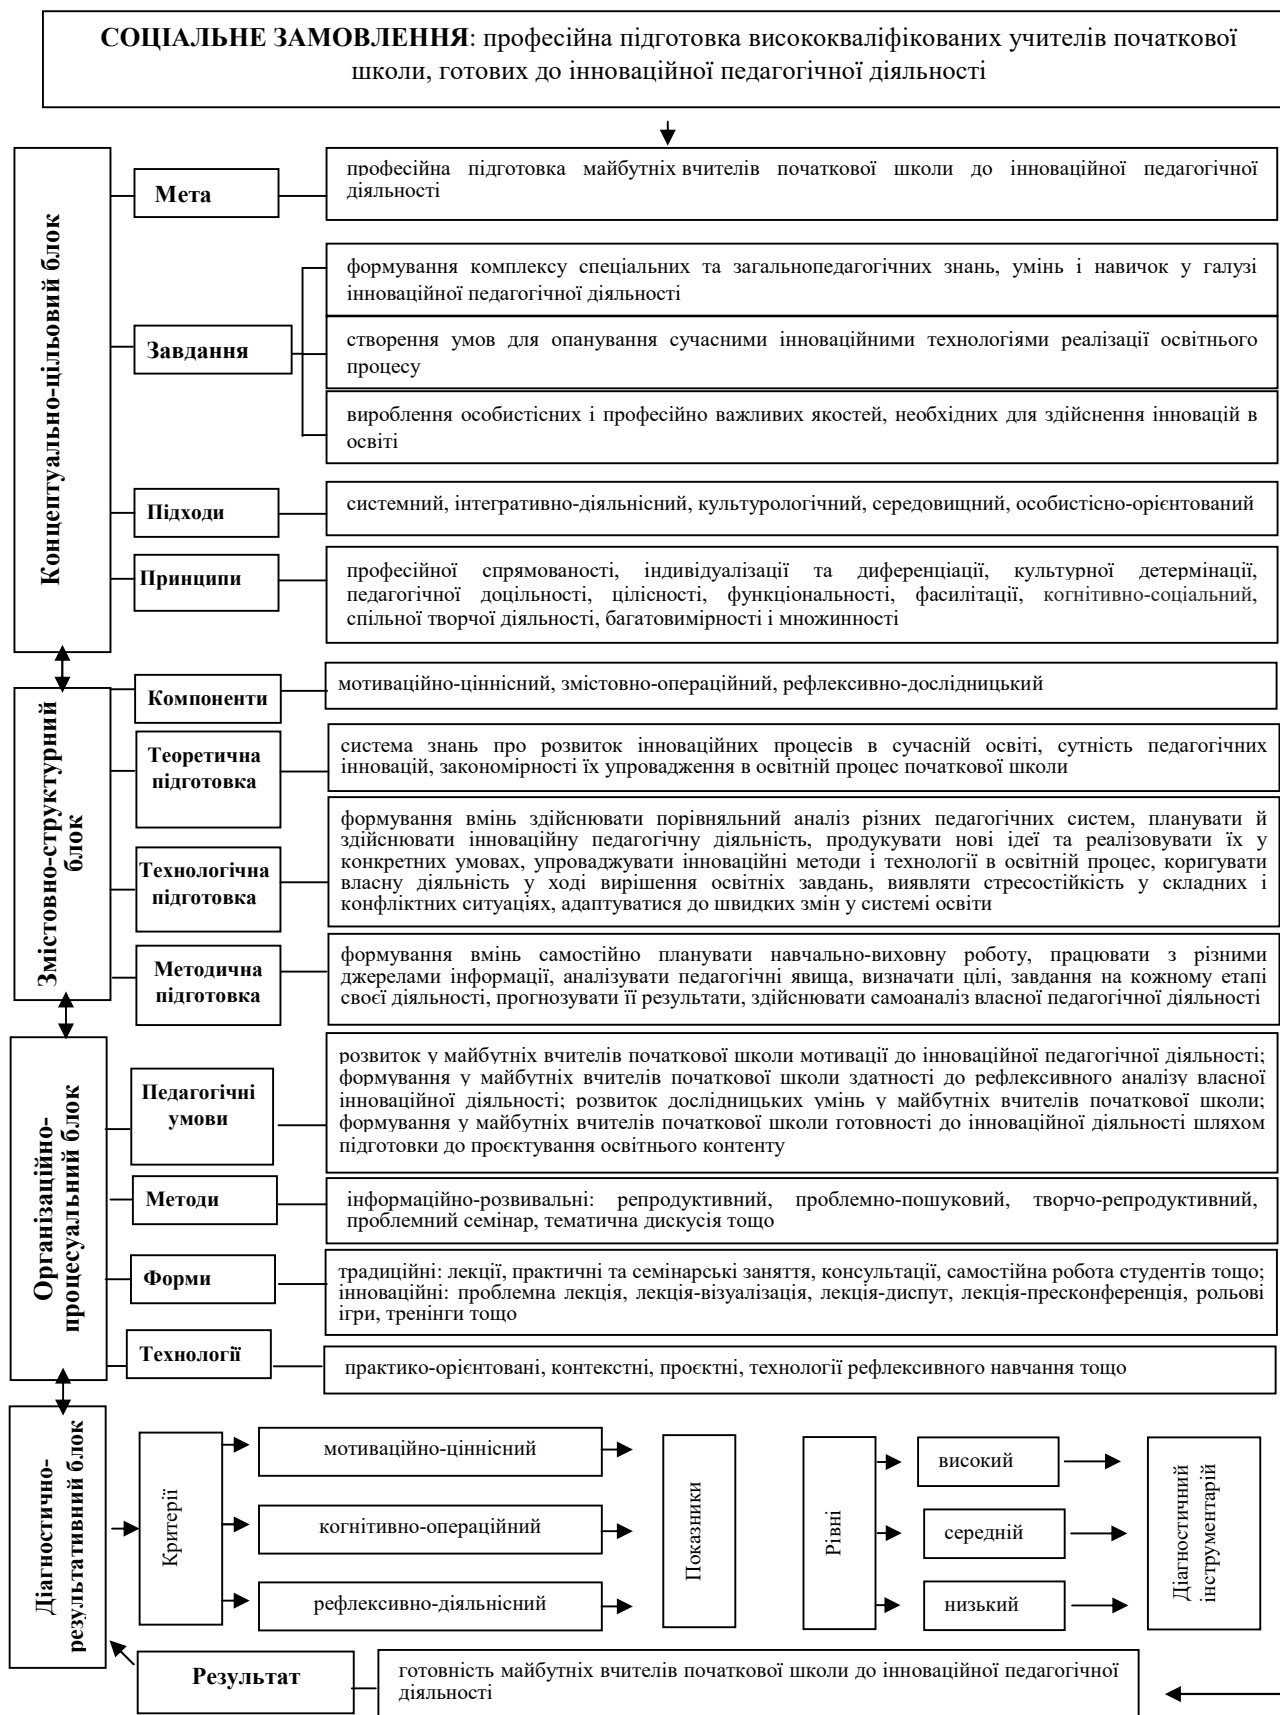 СОЦІАЛЬНЕ ЗАМОВЛЕННЯ: професійна підготовка висококваліфікованих учителів початкової
школи, готових до інноваційної педагогічної діяльності
Концептуально-цільовий блок
Мета
професійна підготовка майбутніх вчителів початкової школи до інноваційної педагогічної
діяльності
Завдання
формування комплексу спеціальних та загальнопедагогічних знань, умінь і навичок у галузі
інноваційної педагогічної діяльності
створення умов для опанування сучасними інноваційними технологіями реалізації освітнього
процесу
вироблення особистісних і професійно важливих якостей, необхідних для здійснення інновацій в
освіті
Підходи
системний, інтегративно-діяльнісний, культурологічний, середовищний, особистісно-орієнтований
Принципи
професійної спрямованості, індивідуалізації та диференціації, культурної детермінації,
педагогічної доцільності, цілісності, функціональності, фасилітації, когнитивно-соціальний,
спільної творчої діяльності, багатовимірності і множинності
Змістовно-структурний
блок
Компоненти
мотиваційно-ціннісний, змістовно-операційний, рефлексивно-дослідницький
Теоретична
підготовка
система знань про розвиток інноваційних процесів в сучасній освіті, сутність педагогічних
інновацій, закономірності їх упровадження в освітній процес початкової школи
Технологічна
підготовка
формування вмінь здійснювати порівняльний аналіз різних педагогічних систем, планувати й
здійснювати інноваційну педагогічну діяльність, продукувати нові ідеї та реалізовувати їх у
конкретних умовах, упроваджувати інноваційні методи і технології в освітній процес, коригувати
власну діяльність у ході вирішення освітніх завдань, виявляти стресостійкість у складних і
конфліктних ситуаціях, адаптуватися до швидких змін у системі освіти
Методична
підготовка
формування вмінь самостійно планувати навчально-виховну роботу, працювати з різними
джерелами інформації, аналізувати педагогічні явища, визначати цілі, завдання на кожному етапі
своєї діяльності, прогнозувати її результати, здійснювати самоаналіз власної педагогічної діяльності
Організаційно-
процесуальний блок
Педагогічні
умови
розвиток у майбутніх вчителів початкової школи мотивації до інноваційної педагогічної діяльності;
формування у майбутніх вчителів початкової школи здатності до рефлексивного аналізу власної
інноваційної діяльності; розвиток дослідницьких умінь у майбутніх вчителів початкової школи;
формування у майбутніх вчителів початкової школи готовності до інноваційної діяльності шляхом
підготовки до проєктування освітнього контенту
Методи
інформаційно-розвивальні: репродуктивний, проблемно-пошуковий, творчо-репродуктивний,
проблемний семінар, тематична дискусія тощо
Форми
традиційні: лекції, практичні та семінарські заняття, консультації, самостійна робота студентів тощо;
інноваційні: проблемна лекція, лекція-візуалізація, лекція-диспут, лекція-пресконференція, рольові
ігри, тренінги тощо
Технології
практико-орієнтовані, контекстні, проєктні, технології рефлексивного навчання тощо
Діагностично-
результативний блок
Критерії
мотиваційно-ціннісний
когнитивно-операційний
рефлексивно-діяльнісний
Показники
Рівні
високий
середній
низький
Діагностичний
інструментарій
Результат
готовність майбутніх вчителів початкової школи до інноваційної педагогічної
діяльності